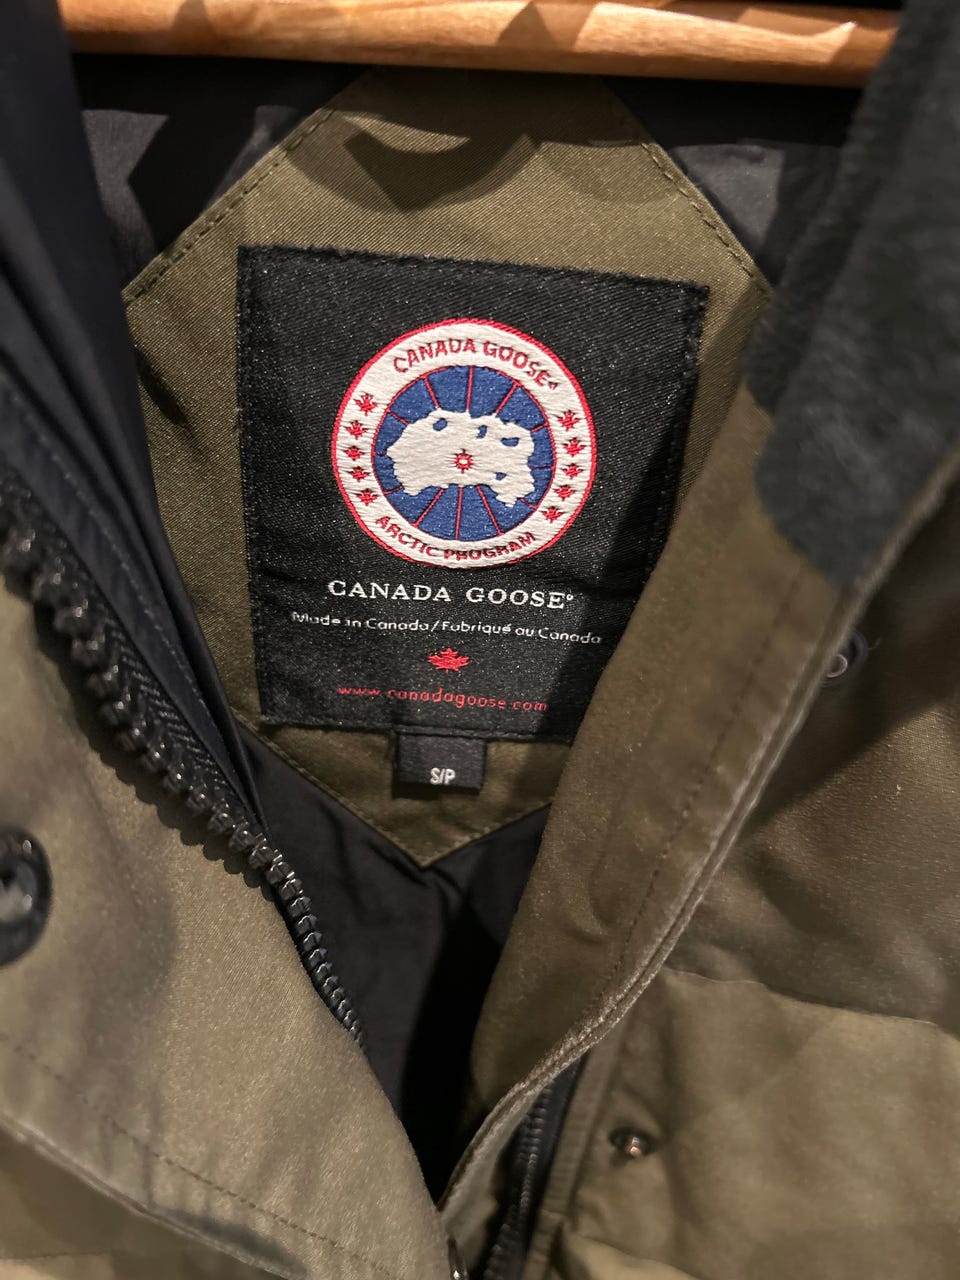 CANADA GOOSE®
ARCTIC PROGRAM
CANADA GOOSE®
Made in Canada/Fabriqué au Canada
www.canadagoose.com
S/P